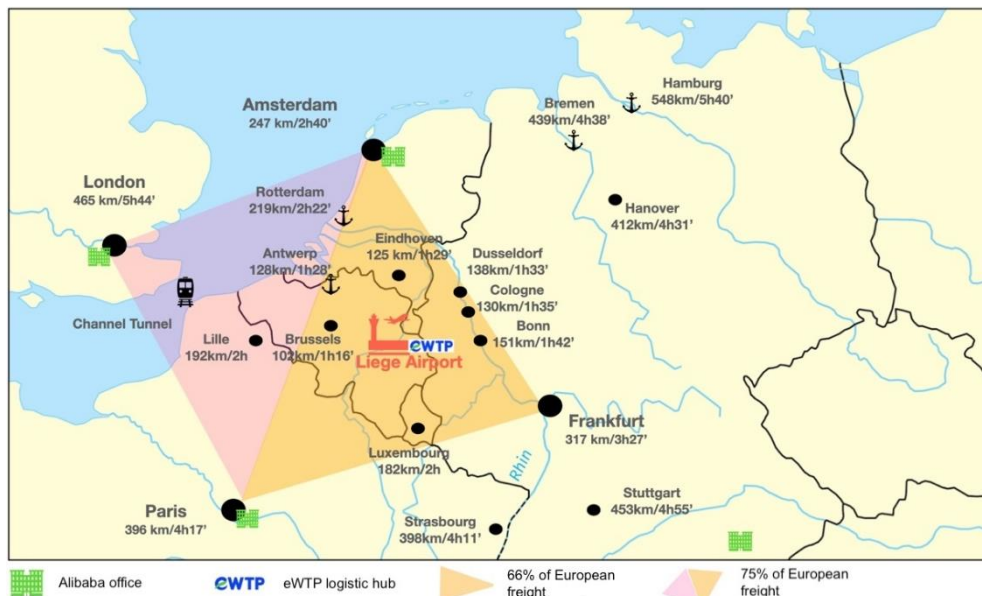 Hamburg
548km/5h40’
Bremen
439km/4h38’
Amsterdam
247 km/2h40’
London
465 km/5h44’
Rotterdam
219km/2h22’
Hanover
412km/4h31’
Eindhoven
125 km/1h29’
Antwerp
128km/1h28’
Dusseldorf
138km/1h33’
Cologne
130km/1h35’
Channel Tunnel
Lille
192km/2h
Brussels
102km/1h16’
eWTP
Liege Airport
Bonn
151km/1h42’
Frankfurt
317 km/3h27’
Luxembourg
182km/2h
Rhin
Paris
396 km/4h17’
Strasbourg
398km/4h11’
Stuttgart
453km/4h55’
Alibaba office
eWTP
eWTP logistic hub
66% of European
freight
75% of European
freight